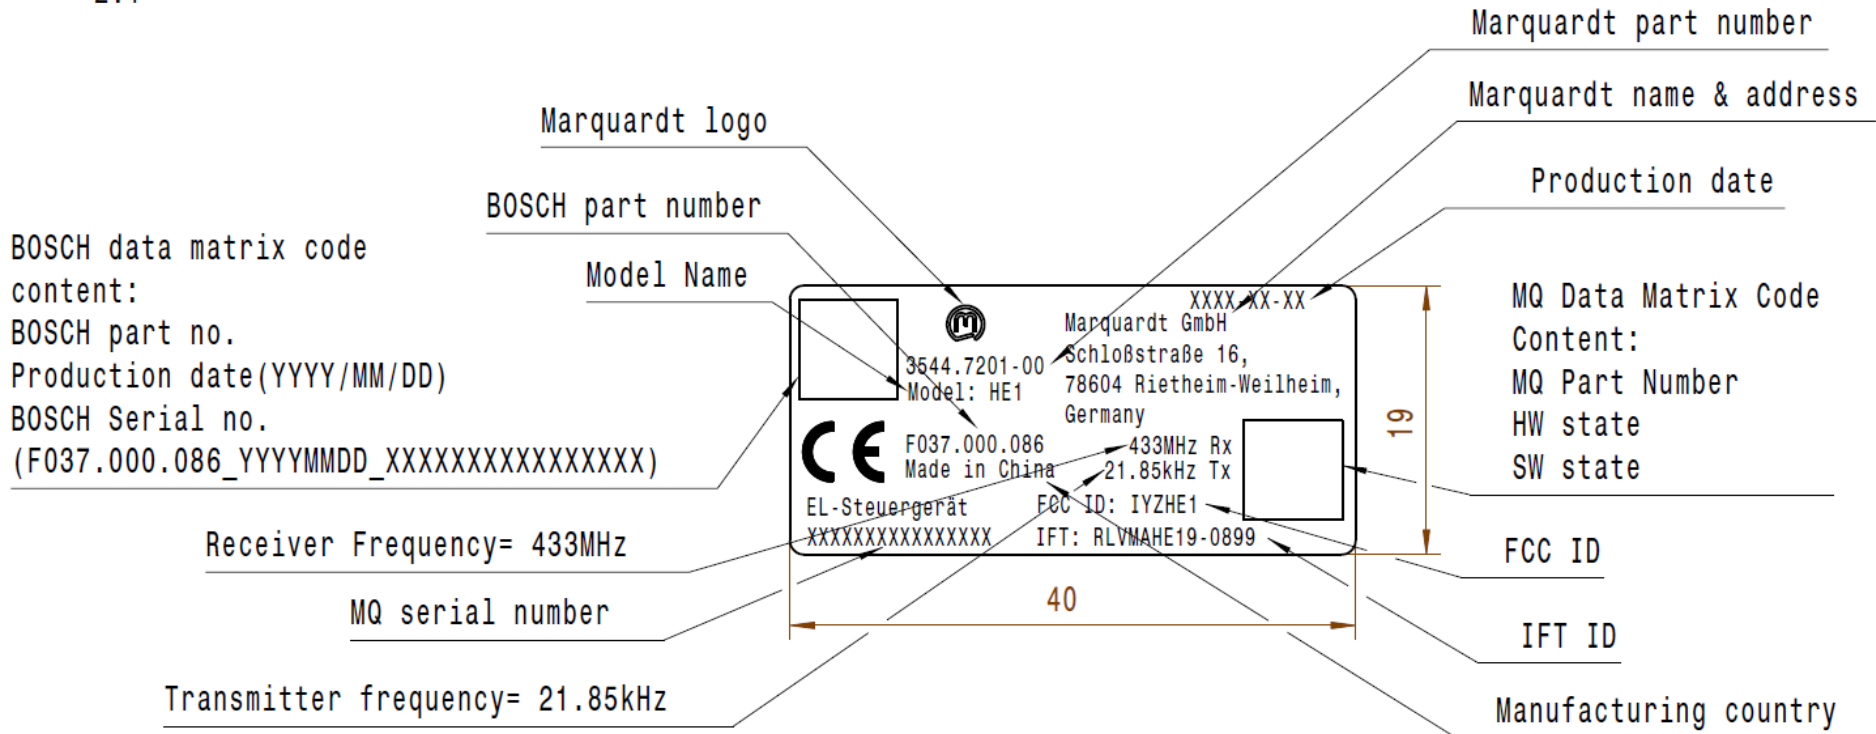 Marquardt part number
Marquardt name & address
Marquardt logo
Production date
BOSCH part number
BOSCH data matrix code
content:
BOSCH part no.
Production date(YYYY/MM/DD)
BOSCH Serial no.
(F037.000.086_YYYYMMDD_XXXXXXXXXXXXXXXX)
Model Name
XXXX-XX-XX
Marquardt GmbH
Schloßstraße 16,
78604 Rietheim-Weilheim,
Germany
3544.7201-00
Model: HE1
F037.000.086
Made in China
433MHz Rx
21.85kHz Tx
CE
EL-Steuergerät
FCC ID: IYZHE1
XXXXXXXXXXXXXXXX
IFT: RLVMAHE19-0899
19
40
MQ Data Matrix Code
Content:
MQ Part Number
HW state
SW state
Receiver Frequency= 433MHz
FCC ID
MQ serial number
IFT ID
Transmitter frequency= 21.85kHz
Manufacturing country